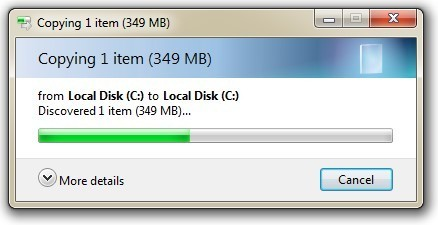 Copying 1 item (349 MB)
Copying 1 item (349 MB)
from Local Disk (C:) to Local Disk (C:)
Discovered 1 item (349 MB)...
More details
Cancel